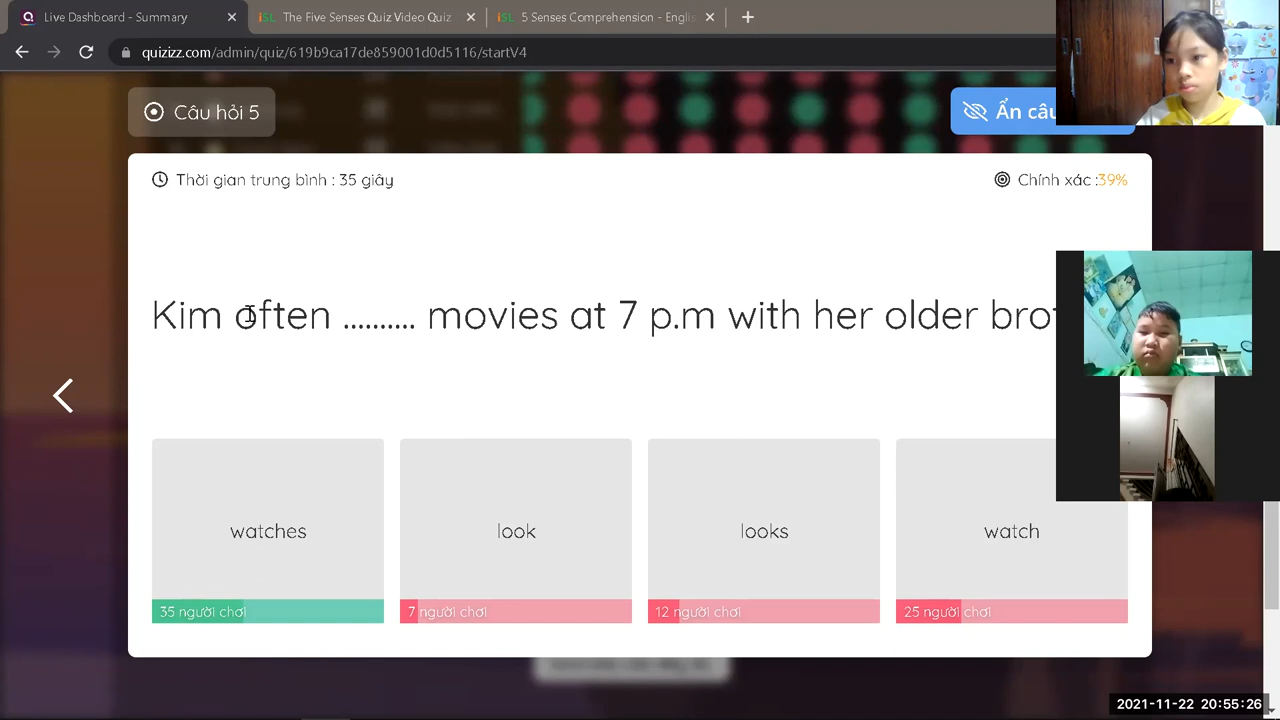 Live Dashboard - Summary
iSL The Five Senses Quiz Video Quiz
iSL 5 Senses Comprehension - Englis
quizizz.com/admin/quiz/619b9ca17de859001d0d5116/startV4
Câu hỏi 5
Ẩn câu
Thời gian trung bình : 35 giây
Chính xác :39%
Kim often .......... movies at 7 p.m with her older brot
watches
look
looks
watch
35 người chơi
7 người chơi
12 người chơi
25 người chơi
2021-11-22 20:55:26